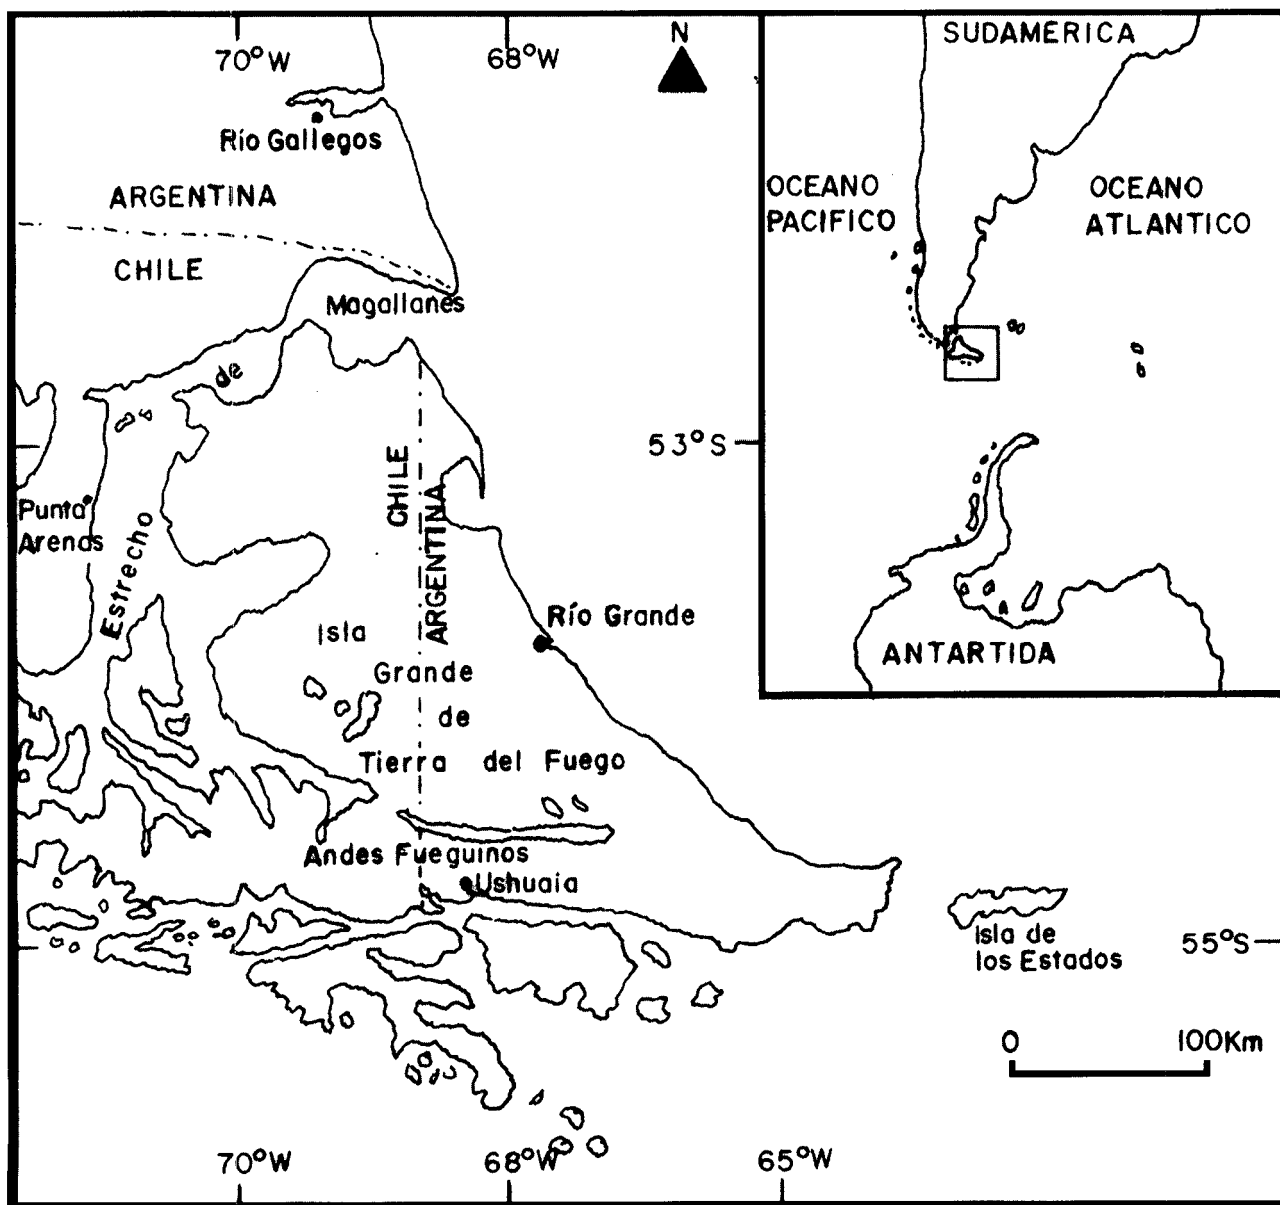 70°W
68°W
N
Río Gallegos
ARGENTINA
CHILE
Magallanes
de
Estrecho
53°S
Punta
Arenas
CHILE
ARGENTINA
Río Grande
Isla
Grande
de
Tierra del Fuego
Andes Fueguinos
Ushuaia
Isla de
los Estados
55°S
0 100Km
70°W
68°W
65°W
SUDAMERICA
OCEANO
PACIFICO
OCEANO
ATLANTICO
ANTARTIDA